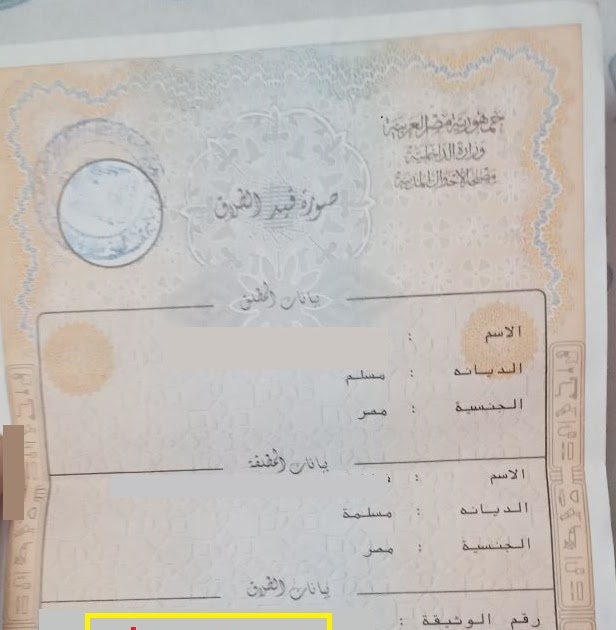 جمهورية مصر العربية
وزارة الداخلية
مصلحة الأحوال المدنية
صورة قيد الطلاق
بيانات المطلق
الاسم :
الديانه : مسلم
الجنسية : مصر
بيانات المطلقة
الاسم :
الديانه : مسلمة
الجنسية : مصر
بيانات الطلاق
رقم الوثيقة :